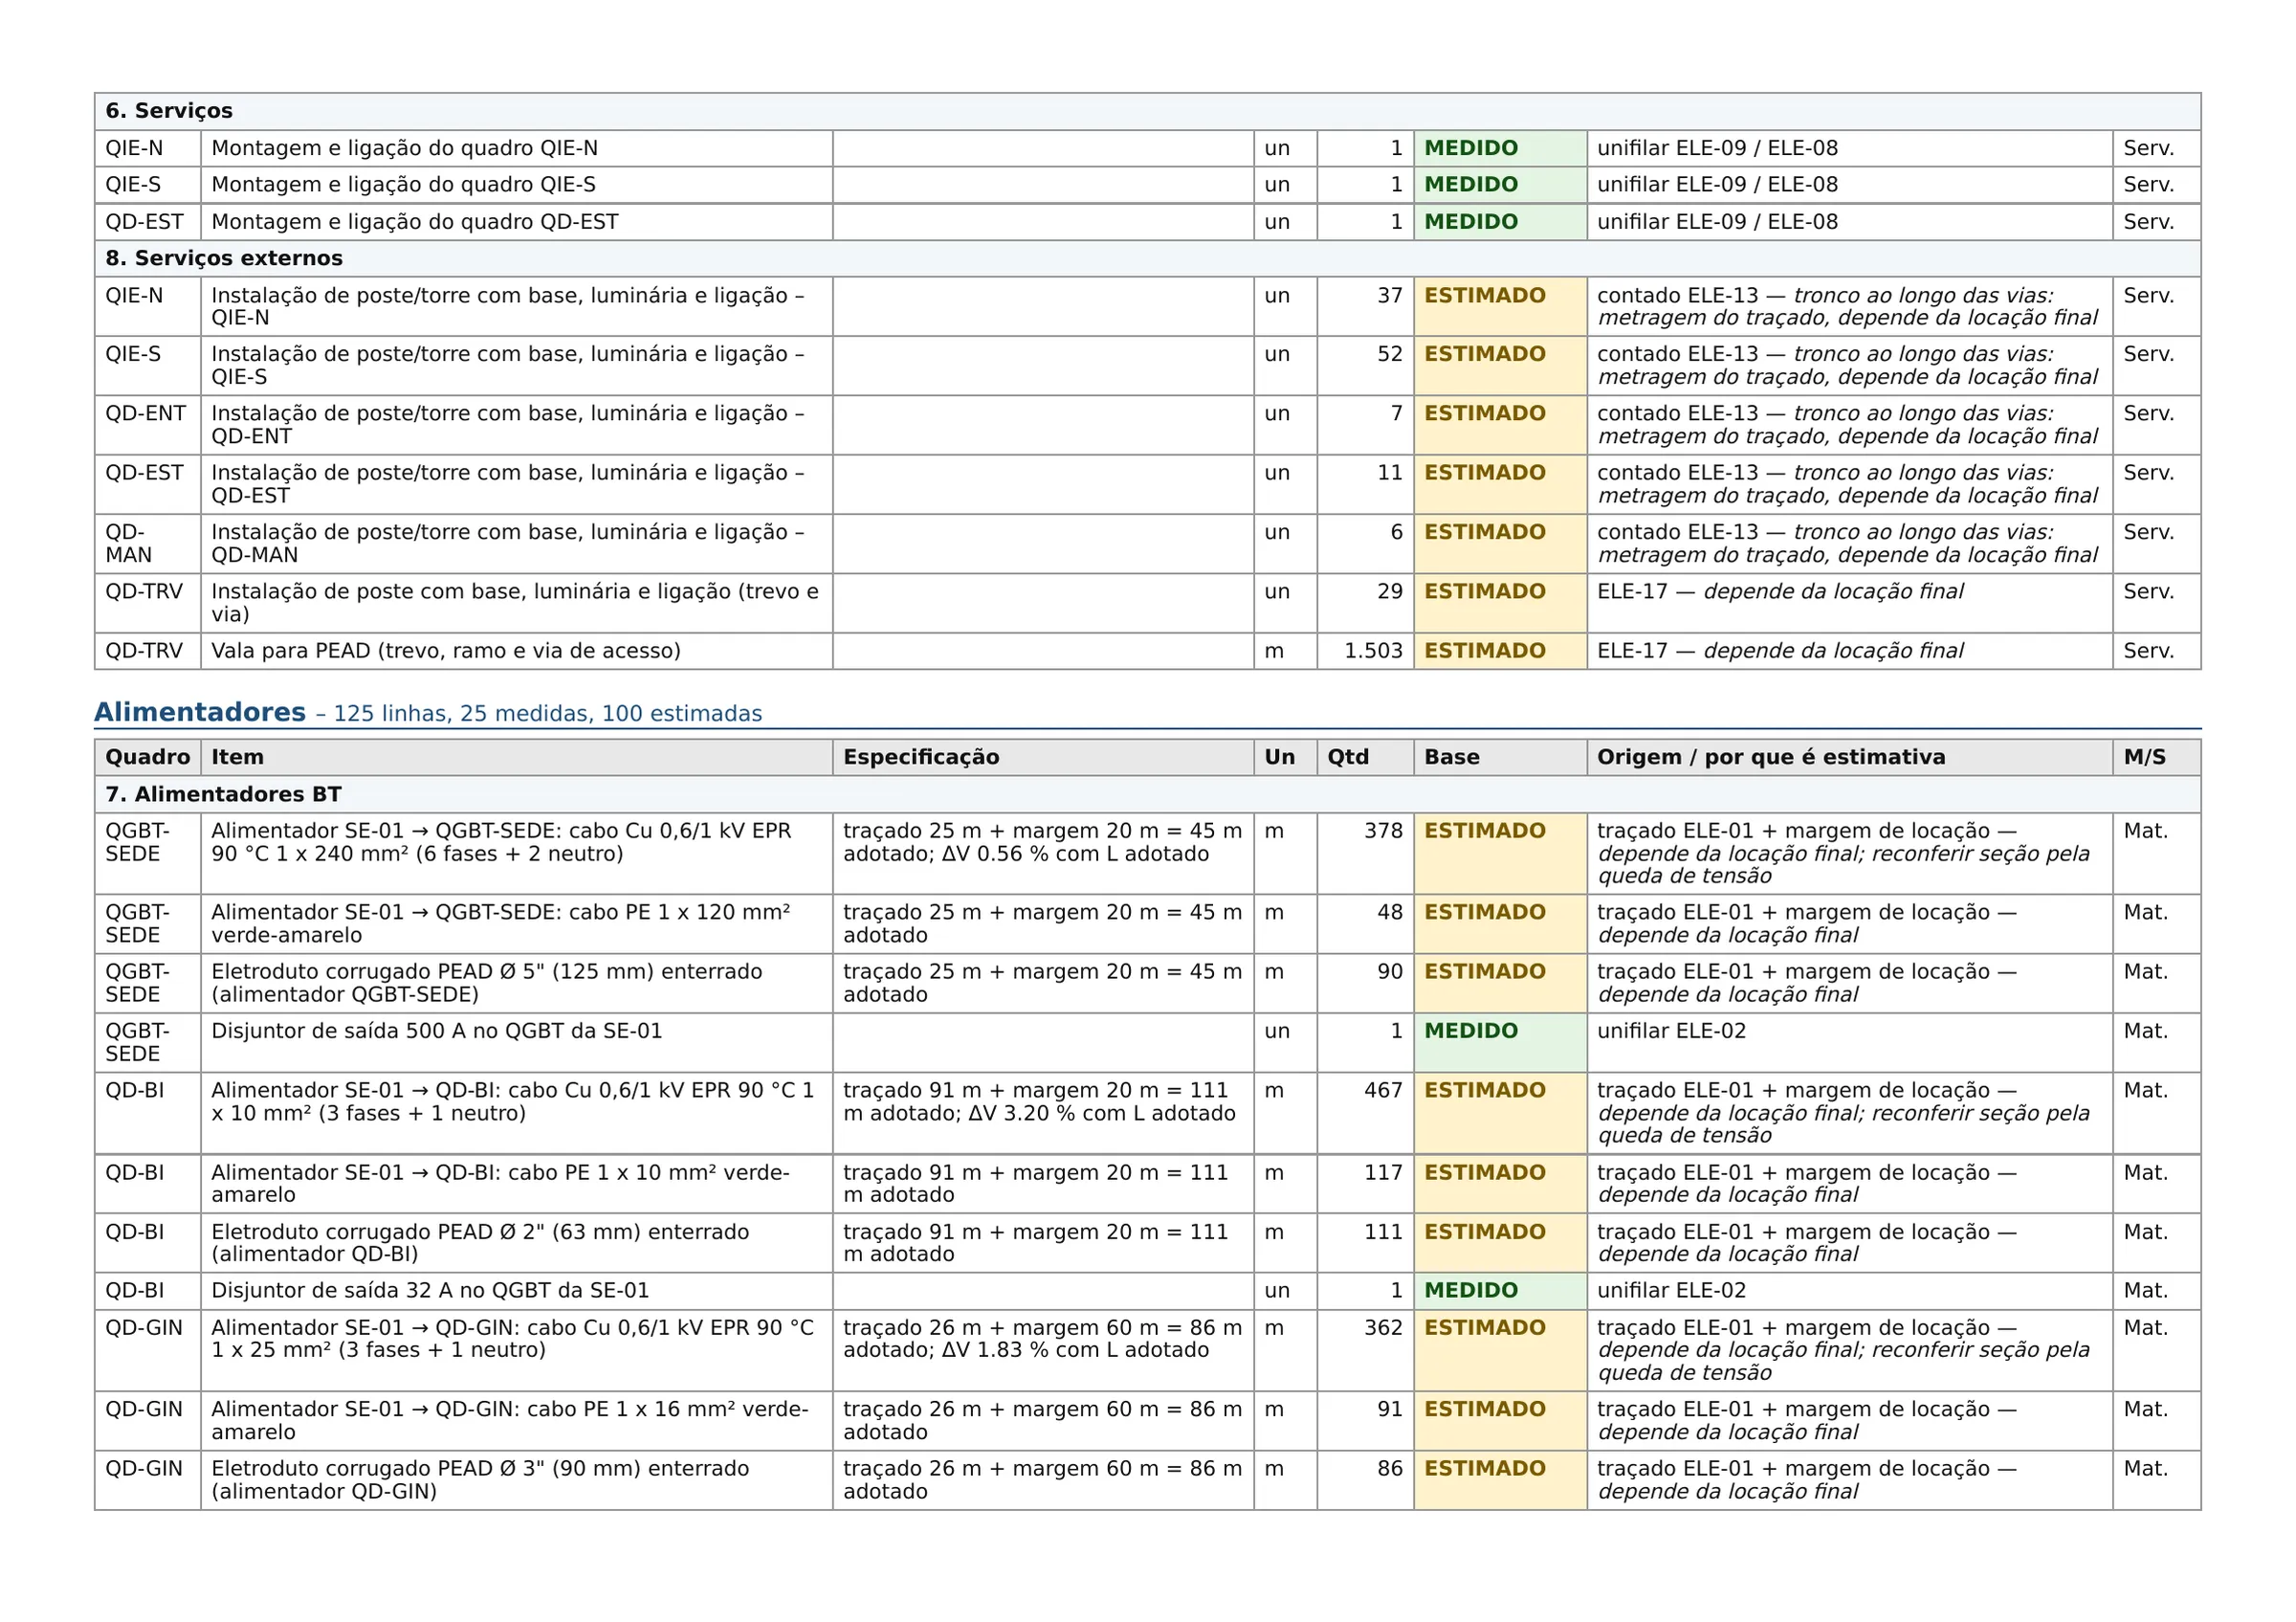 6. Serviços
QIE-N Montagem e ligação do quadro QIE-N un 1 MEDIDO unifilar ELE-09 / ELE-08 Serv.
QIE-S Montagem e ligação do quadro QIE-S un 1 MEDIDO unifilar ELE-09 / ELE-08 Serv.
QD-EST Montagem e ligação do quadro QD-EST un 1 MEDIDO unifilar ELE-09 / ELE-08 Serv.
8. Serviços externos
QIE-N Instalação de poste/torre com base, luminária e ligação – un 37 ESTIMADO contado ELE-13 — tronco ao longo das vias: Serv.
QIE-N metragem do traçado, depende da locação final
QIE-S Instalação de poste/torre com base, luminária e ligação – un 52 ESTIMADO contado ELE-13 — tronco ao longo das vias: Serv.
QIE-S metragem do traçado, depende da locação final
QD-ENT Instalação de poste/torre com base, luminária e ligação – un 7 ESTIMADO contado ELE-13 — tronco ao longo das vias: Serv.
QD-ENT metragem do traçado, depende da locação final
QD-EST Instalação de poste/torre com base, luminária e ligação – un 11 ESTIMADO contado ELE-13 — tronco ao longo das vias: Serv.
QD-EST metragem do traçado, depende da locação final
QD- Instalação de poste/torre com base, luminária e ligação – un 6 ESTIMADO contado ELE-13 — tronco ao longo das vias: Serv.
MAN QD-MAN metragem do traçado, depende da locação final
QD-TRV Instalação de poste com base, luminária e ligação (trevo e un 29 ESTIMADO ELE-17 — depende da locação final Serv.
via)
QD-TRV Vala para PEAD (trevo, ramo e via de acesso) m 1.503 ESTIMADO ELE-17 — depende da locação final Serv.
Alimentadores – 125 linhas, 25 medidas, 100 estimadas
Quadro Item Especificação Un Qtd Base Origem / por que é estimativa M/S
7. Alimentadores BT
QGBT- Alimentador SE-01 → QGBT-SEDE: cabo Cu 0,6/1 kV EPR traçado 25 m + margem 20 m = 45 m m 378 ESTIMADO traçado ELE-01 + margem de locação — Mat.
SEDE 90 °C 1 x 240 mm² (6 fases + 2 neutro) adotado; ΔV 0.56 % com L adotado depende da locação final; reconferir seção pela
queda de tensão
QGBT- Alimentador SE-01 → QGBT-SEDE: cabo PE 1 x 120 mm² traçado 25 m + margem 20 m = 45 m m 48 ESTIMADO traçado ELE-01 + margem de locação — Mat.
SEDE verde-amarelo adotado depende da locação final
QGBT- Eletroduto corrugado PEAD Ø 5" (125 mm) enterrado traçado 25 m + margem 20 m = 45 m m 90 ESTIMADO traçado ELE-01 + margem de locação — Mat.
SEDE (alimentador QGBT-SEDE) adotado depende da locação final
QGBT- Disjuntor de saída 500 A no QGBT da SE-01 un 1 MEDIDO unifilar ELE-02 Mat.
SEDE
QD-BI Alimentador SE-01 → QD-BI: cabo Cu 0,6/1 kV EPR 90 °C 1 traçado 91 m + margem 20 m = 111 m 467 ESTIMADO traçado ELE-01 + margem de locação — Mat.
x 10 mm² (3 fases + 1 neutro) m adotado; ΔV 3.20 % com L adotado depende da locação final; reconferir seção pela
queda de tensão
QD-BI Alimentador SE-01 → QD-BI: cabo PE 1 x 10 mm² verde- traçado 91 m + margem 20 m = 111 m 117 ESTIMADO traçado ELE-01 + margem de locação — Mat.
amarelo m adotado depende da locação final
QD-BI Eletroduto corrugado PEAD Ø 2" (63 mm) enterrado traçado 91 m + margem 20 m = 111 m 111 ESTIMADO traçado ELE-01 + margem de locação — Mat.
(alimentador QD-BI) m adotado depende da locação final
QD-BI Disjuntor de saída 32 A no QGBT da SE-01 un 1 MEDIDO unifilar ELE-02 Mat.
QD-GIN Alimentador SE-01 → QD-GIN: cabo Cu 0,6/1 kV EPR 90 °C traçado 26 m + margem 60 m = 86 m m 362 ESTIMADO traçado ELE-01 + margem de locação — Mat.
1 x 25 mm² (3 fases + 1 neutro) adotado; ΔV 1.83 % com L adotado depende da locação final; reconferir seção pela
queda de tensão
QD-GIN Alimentador SE-01 → QD-GIN: cabo PE 1 x 16 mm² verde- traçado 26 m + margem 60 m = 86 m m 91 ESTIMADO traçado ELE-01 + margem de locação — Mat.
amarelo adotado depende da locação final
QD-GIN Eletroduto corrugado PEAD Ø 3" (90 mm) enterrado traçado 26 m + margem 60 m = 86 m m 86 ESTIMADO traçado ELE-01 + margem de locação — Mat.
(alimentador QD-GIN) adotado depende da locação final